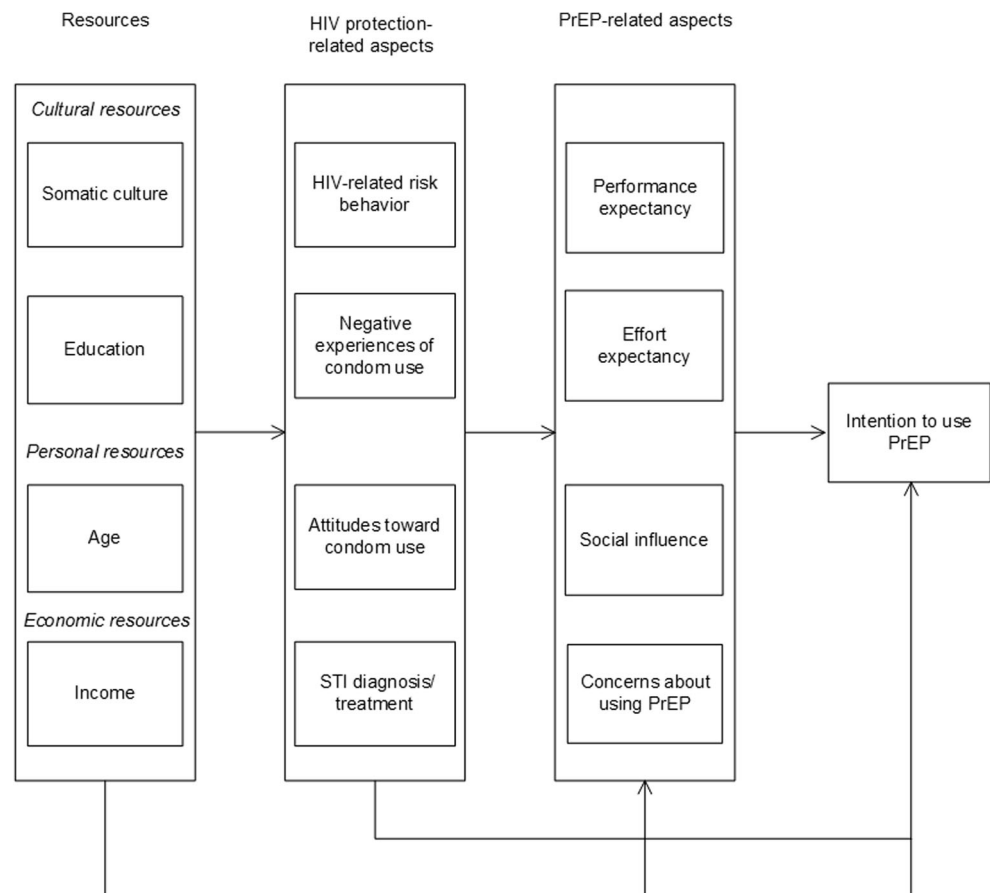 Resources
HIV protection-
related aspects
PrEP-related aspects
Cultural resources
Somatic culture
Education
Personal resources
Age
Economic resources
Income
HIV-related risk
behavior
Negative
experiences of
condom use
Attitudes toward
condom use
STI diagnosis/
treatment
Performance
expectancy
Effort
expectancy
Social influence
Concerns about
using PrEP
Intention to use
PrEP